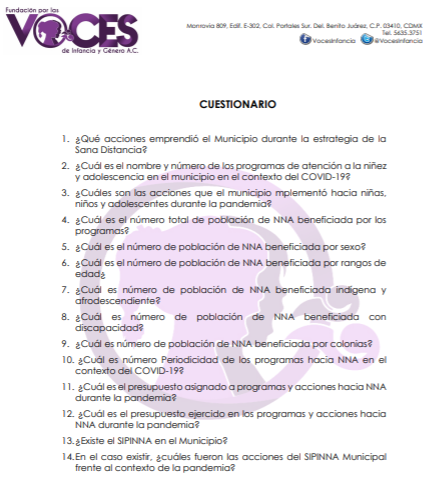 Fundación por las
VOCES
de Infancia y Género A.C.
Monrovia 809, Edif. E-302, Col. Portales Sur. Del. Benito Juárez, C.P. 03410, CDMX
Tel. 5635.3751
VocesInfancia @VocesInfancia
CUESTIONARIO
1. ¿Qué acciones emprendió el Municipio durante la estrategia de la
Sana Distancia?
2. ¿Cuál es el nombre y número de los programas de atención a la niñez
y adolescencia en el municipio en el contexto del COVID-19?
3. ¿Cuáles son las acciones que el municipio mplementó hacia niñas,
niños y adolescentes durante la pandemia?
4. ¿Cuál es el número total de población de NNA beneficiada por los
programas?
5. ¿Cuál es el número de población de NNA beneficiada por sexo?
6. ¿Cuál es el número de población de NNA beneficiada por rangos de
edad¿
7. ¿Cuál es número de población de NNA beneficiada indígena y
afrodescendiente?
8. ¿Cuál es número de población de NNA beneficiada con
discapacidad?
9. ¿Cuál es número de población de NNA beneficiada por colonias?
10. ¿Cuál es número Periodicidad de los programas hacia NNA en el
contexto del COVID-19?
11. ¿Cuál es el presupuesto asignado a programas y acciones hacia NNA
durante la pandemia?
12. ¿Cuál es el presupuesto ejercido en los programas y acciones hacia
NNA durante la pandemia?
13. ¿Existe el SIPINNA en el Municipio?
14. En el caso existir, ¿cuáles fueron las acciones del SIPINNA Municipal
frente al contexto de la pandemia?